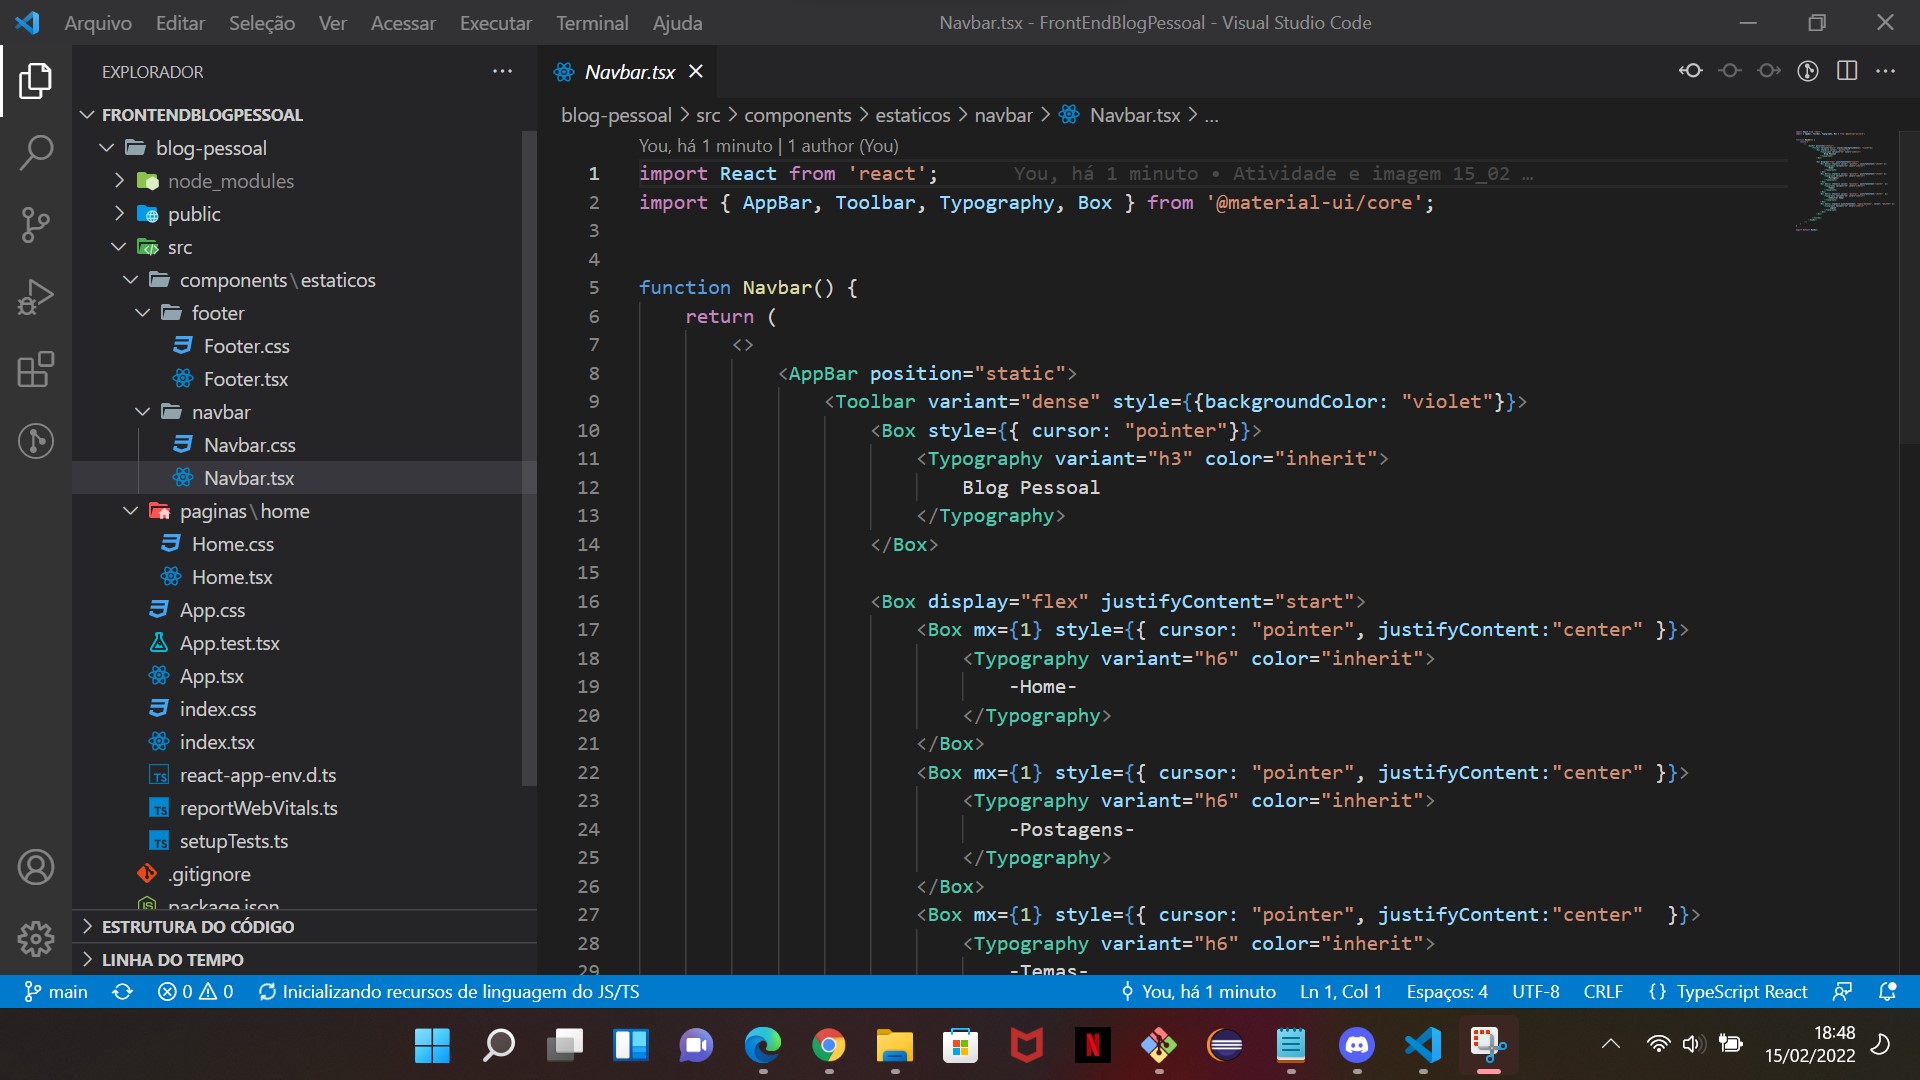 Arquivo Editar Seleção Ver Acessar Executar Terminal Ajuda
Navbar.tsx - FrontEndBlogPessoal - Visual Studio Code
EXPLORADOR
FRONTENDBLOGPESSOAL
blog-pessoal
node_modules
public
src
components\estaticos
footer
Footer.css
Footer.tsx
navbar
Navbar.css
Navbar.tsx
paginas\home
Home.css
Home.tsx
App.css
App.test.tsx
App.tsx
index.css
index.tsx
react-app-env.d.ts
reportWebVitals.ts
setupTests.ts
.gitignore
package.json
ESTRUTURA DO CÓDIGO
LINHA DO TEMPO
Navbar.tsx
blog-pessoal > src > components > estaticos > navbar > Navbar.tsx > ...
You, há 1 minuto | 1 author (You)
1 import React from 'react'; You, há 1 minuto • Atividade e imagem 15_02 …
2 import { AppBar, Toolbar, Typography, Box } from '@material-ui/core';
3
4
5 function Navbar() {
6 return (
7 <>
8 <AppBar position="static">
9 <Toolbar variant="dense" style={{backgroundColor: "violet"}}>
10 <Box style={{ cursor: "pointer"}}>
11 <Typography variant="h3" color="inherit">
12 Blog Pessoal
13 </Typography>
14 </Box>
15
16 <Box display="flex" justifyContent="start">
17 <Box mx={1} style={{ cursor: "pointer", justifyContent:"center" }}>
18 <Typography variant="h6" color="inherit">
19 -Home-
20 </Typography>
21 </Box>
22 <Box mx={1} style={{ cursor: "pointer", justifyContent:"center" }}>
23 <Typography variant="h6" color="inherit">
24 -Postagens-
25 </Typography>
26 </Box>
27 <Box mx={1} style={{ cursor: "pointer", justifyContent:"center"  }}>
28 <Typography variant="h6" color="inherit">
29 -Temas-
main 0 0 Inicializando recursos de linguagem do JS/TS You, há 1 minuto Ln 1, Col 1 Espaços: 4 UTF-8 CRLF {} TypeScript React
18:48
15/02/2022